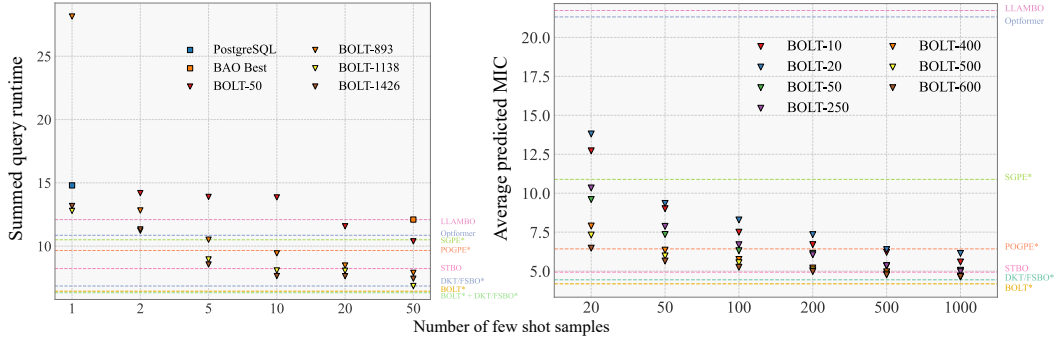 Summed query runtime
25
20
15
10
PostgreSQL
BAO Best
BOLT-50
BOLT-893
BOLT-1138
BOLT-1426
LLAMBO
Optformer
SGPE*
POGPE*
STBO
DKT/FSBO*
BOLT*
BOLT* + DKT/FSBO*
1
2
5
10
20
50
Average predicted MIC
20.0
17.5
15.0
12.5
10.0
7.5
5.0
BOLT-10
BOLT-20
BOLT-50
BOLT-250
BOLT-400
BOLT-500
BOLT-600
LLAMBO
Optformer
SGPE*
POGPE*
STBO
DKT/FSBO*
BOLT*
20
50
100
200
500
1000
Number of few shot samples